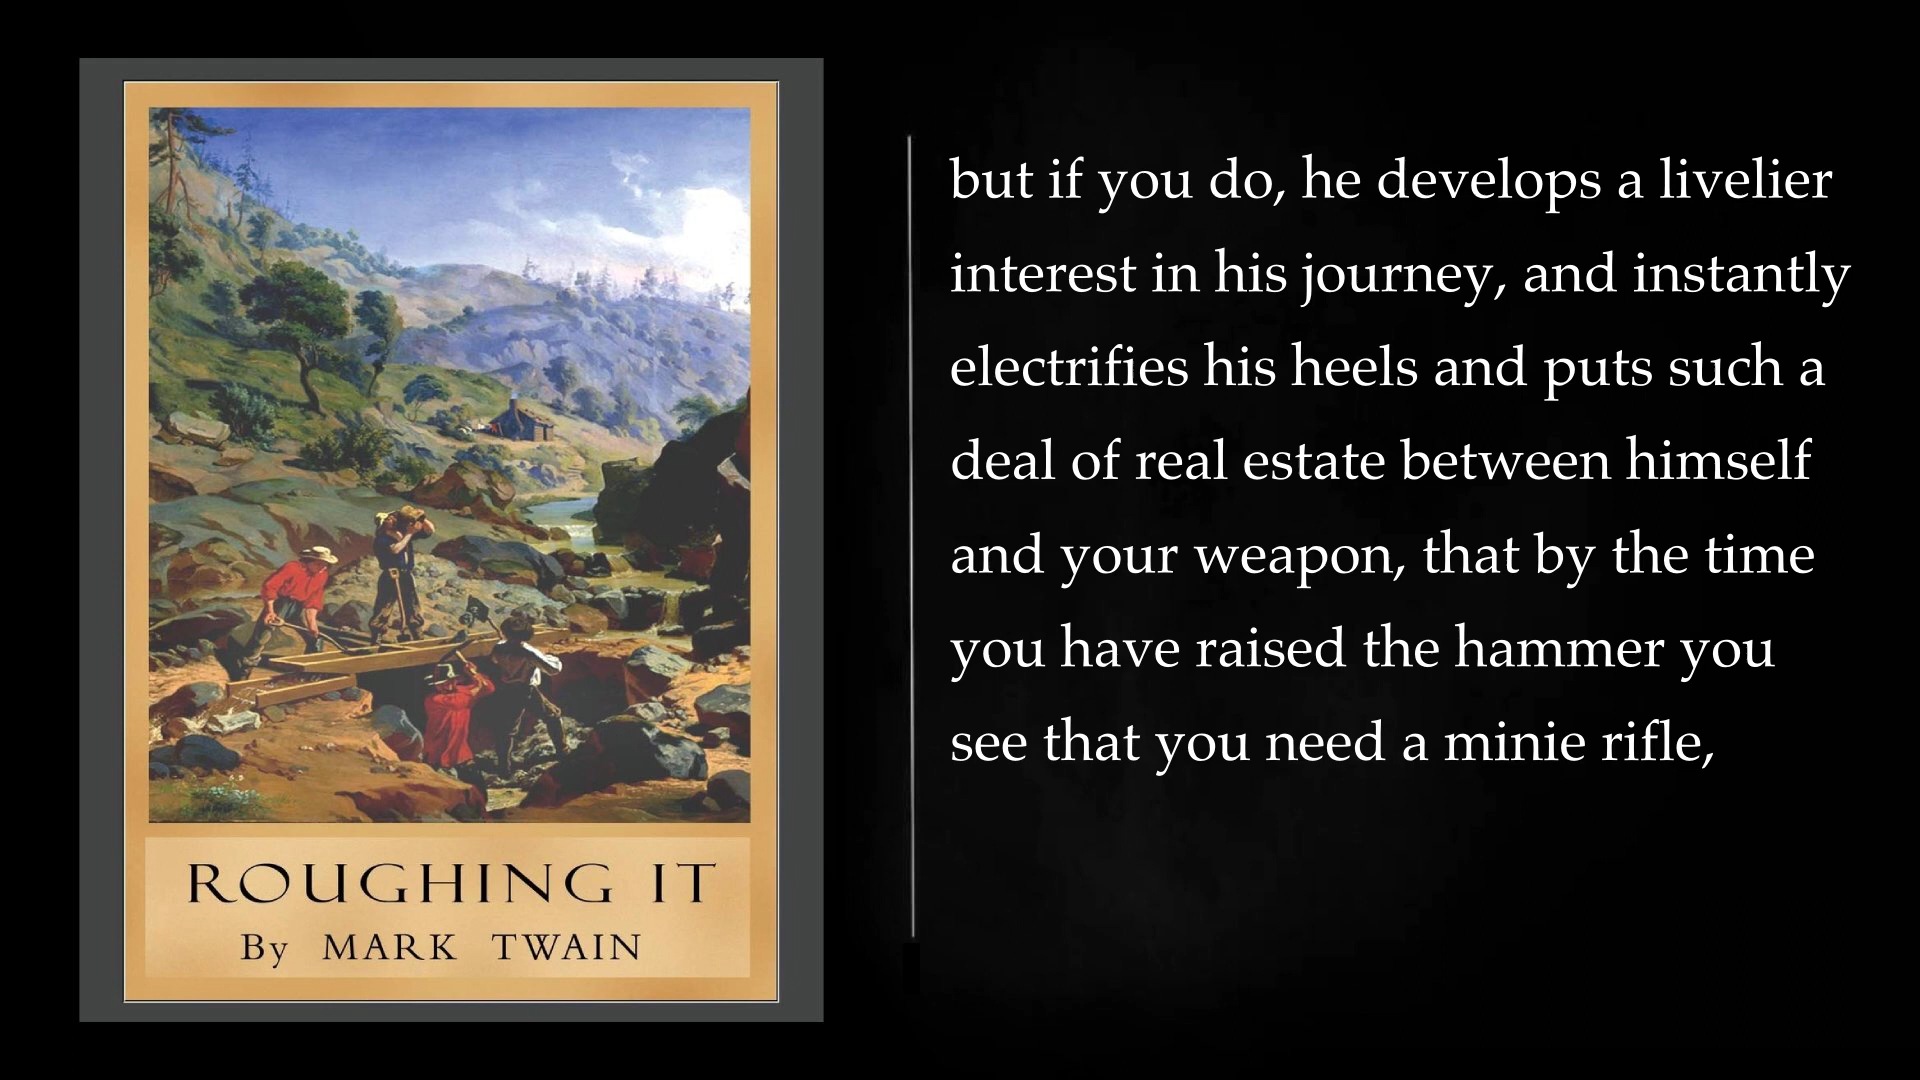 ROUGHING IT
By MARK TWAIN
but if you do, he develops a livelier
interest in his journey, and instantly
electrifies his heels and puts such a
deal of real estate between himself
and your weapon, that by the time
you have raised the hammer you
see that you need a minie rifle,